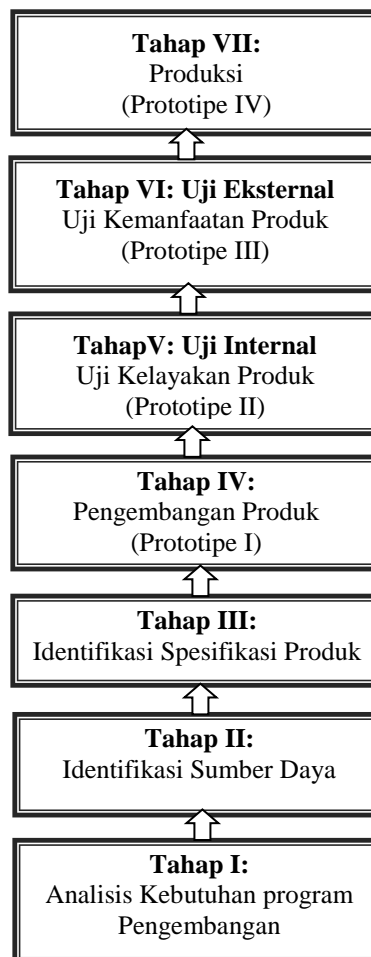 Tahap VII:
Produksi
(Prototipe IV)
Tahap VI: Uji Eksternal
Uji Kemanfaatan Produk
(Prototipe III)
TahapV: Uji Internal
Uji Kelayakan Produk
(Prototipe II)
Tahap IV:
Pengembangan Produk
(Prototipe I)
Tahap III:
Identifikasi Spesifikasi Produk
Tahap II:
Identifikasi Sumber Daya
Tahap I:
Analisis Kebutuhan program
Pengembangan